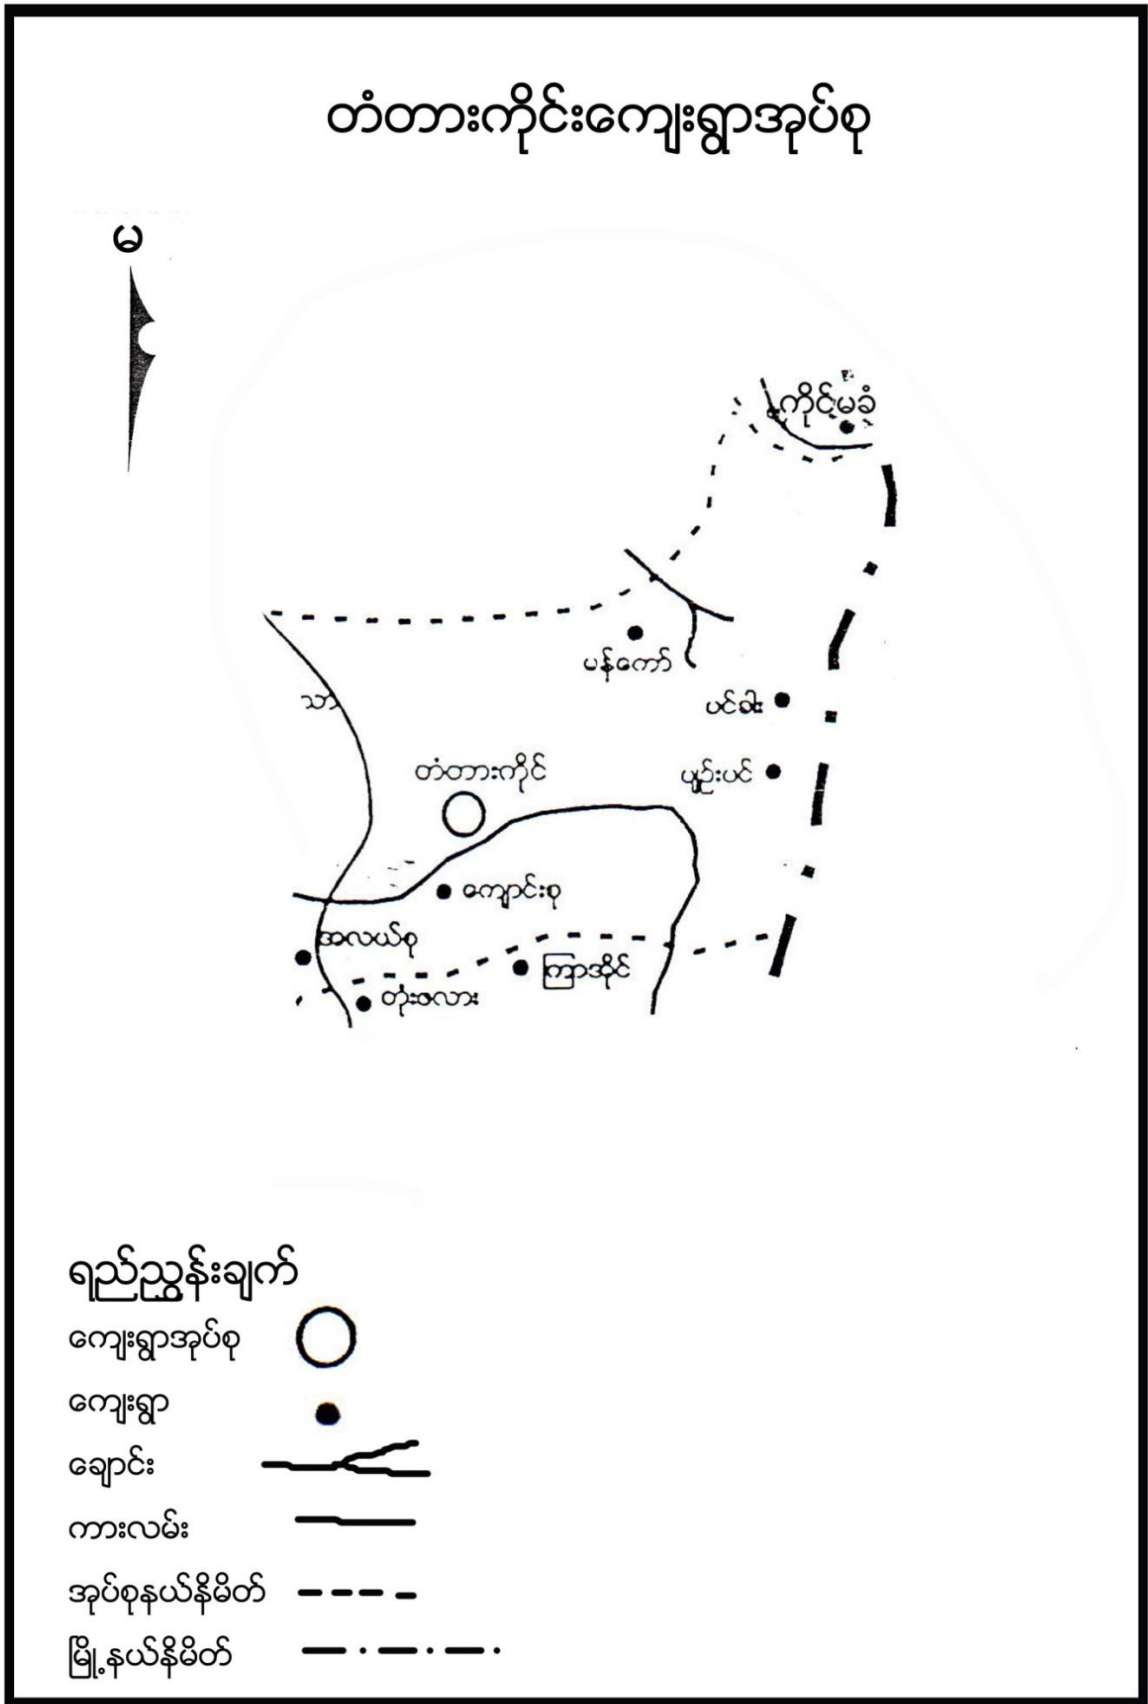 တံတားကိုင်းကျေးရွာအုပ်စု
မ
ကိုင်မခံ
မန်ကော်
သာ
ပင်ခါး
တံတားကိုင်
ပျဉ်းပင်
ကျောင်းစု
အလယ်စု
ကြာအိုင်
တုံးဇလား
ရည်ညွှန်းချက်
ကျေးရွာအုပ်စု
ကျေးရွာ
ချောင်း
ကားလမ်း
အုပ်စုနယ်နိမိတ်
မြို့နယ်နိမိတ်